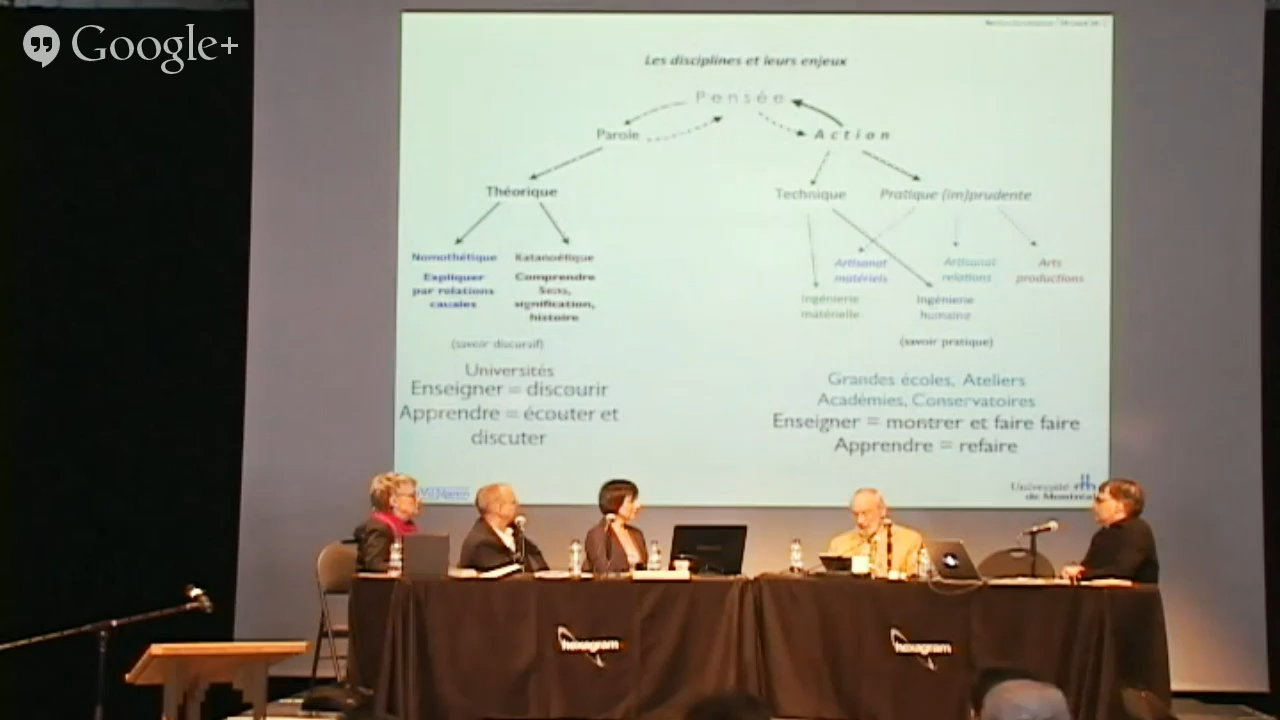 Google+
Les disciplines et leurs enjeux
Pensée
Parole
Action
Théorique
Technique
Pratique (im)prudente
Nomothétique
Katanoétique
Expliquer
par relations
causales
Comprendre
Sens,
signification,
histoire
Artisanat
matériels
Artisanat
relations
Arts
productions
Ingénierie
matérielle
Ingénierie
humaine
(savoir discursif)
(savoir pratique)
Universités
Enseigner = discourir
Apprendre = écouter et
discuter
Grandes écoles, Ateliers
Académies, Conservatoires
Enseigner = montrer et faire faire
Apprendre = refaire
Université
de Montréal
hexagram
hexagram